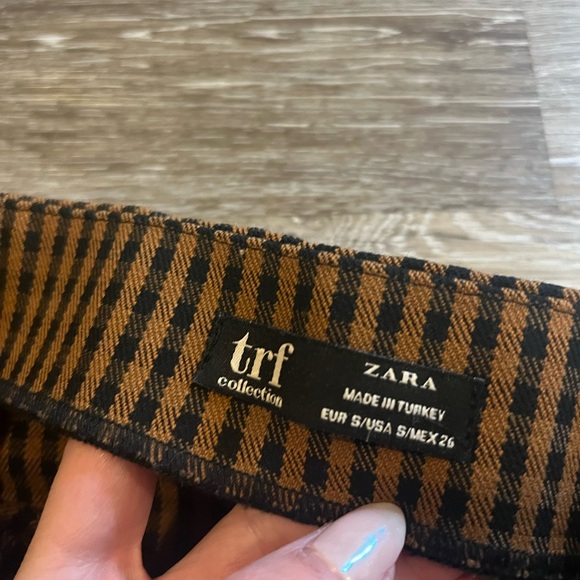 trf
collection
ZARA
MADE IN TURKEY
EUR S/USA S/MEX 26